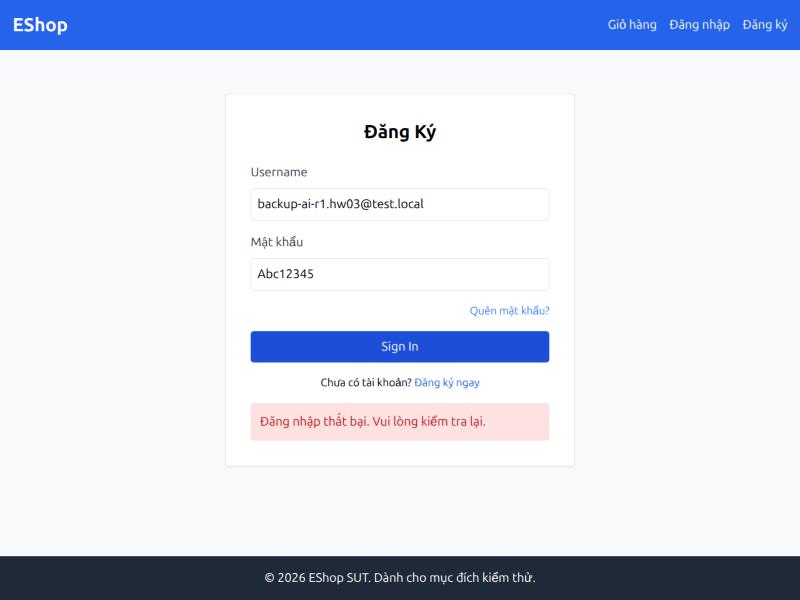 EShop
Giỏ hàng Đăng nhập Đăng ký
Đăng Ký
Username
backup-ai-r1.hw03@test.local
Mật khẩu
Abc12345
Quên mật khẩu?
Sign In
Chưa có tài khoản? Đăng ký ngay
Đăng nhập thất bại. Vui lòng kiểm tra lại.
© 2026 EShop SUT. Dành cho mục đích kiểm thử.